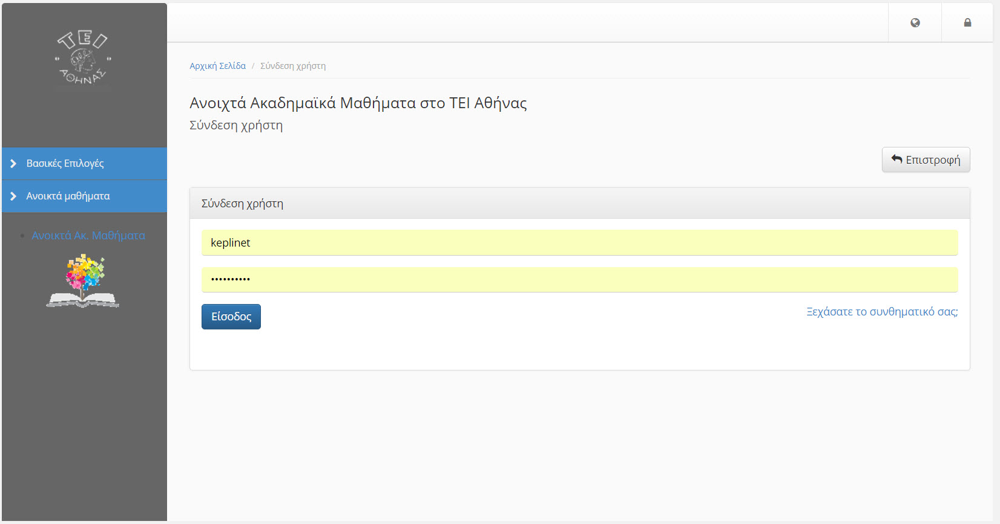 ΤΕΙ
ΑΘΗΝΑΣ
Βασικές Επιλογές
Ανοικτά μαθήματα
Ανοικτά Ακ. Μαθήματα
Αρχική Σελίδα / Σύνδεση χρήστη
Ανοιχτά Ακαδημαϊκά Μαθήματα στο ΤΕΙ Αθήνας
Σύνδεση χρήστη
Επιστροφή
Σύνδεση χρήστη
keplinet
••••••••••
Είσοδος
Ξεχάσατε το συνθηματικό σας;